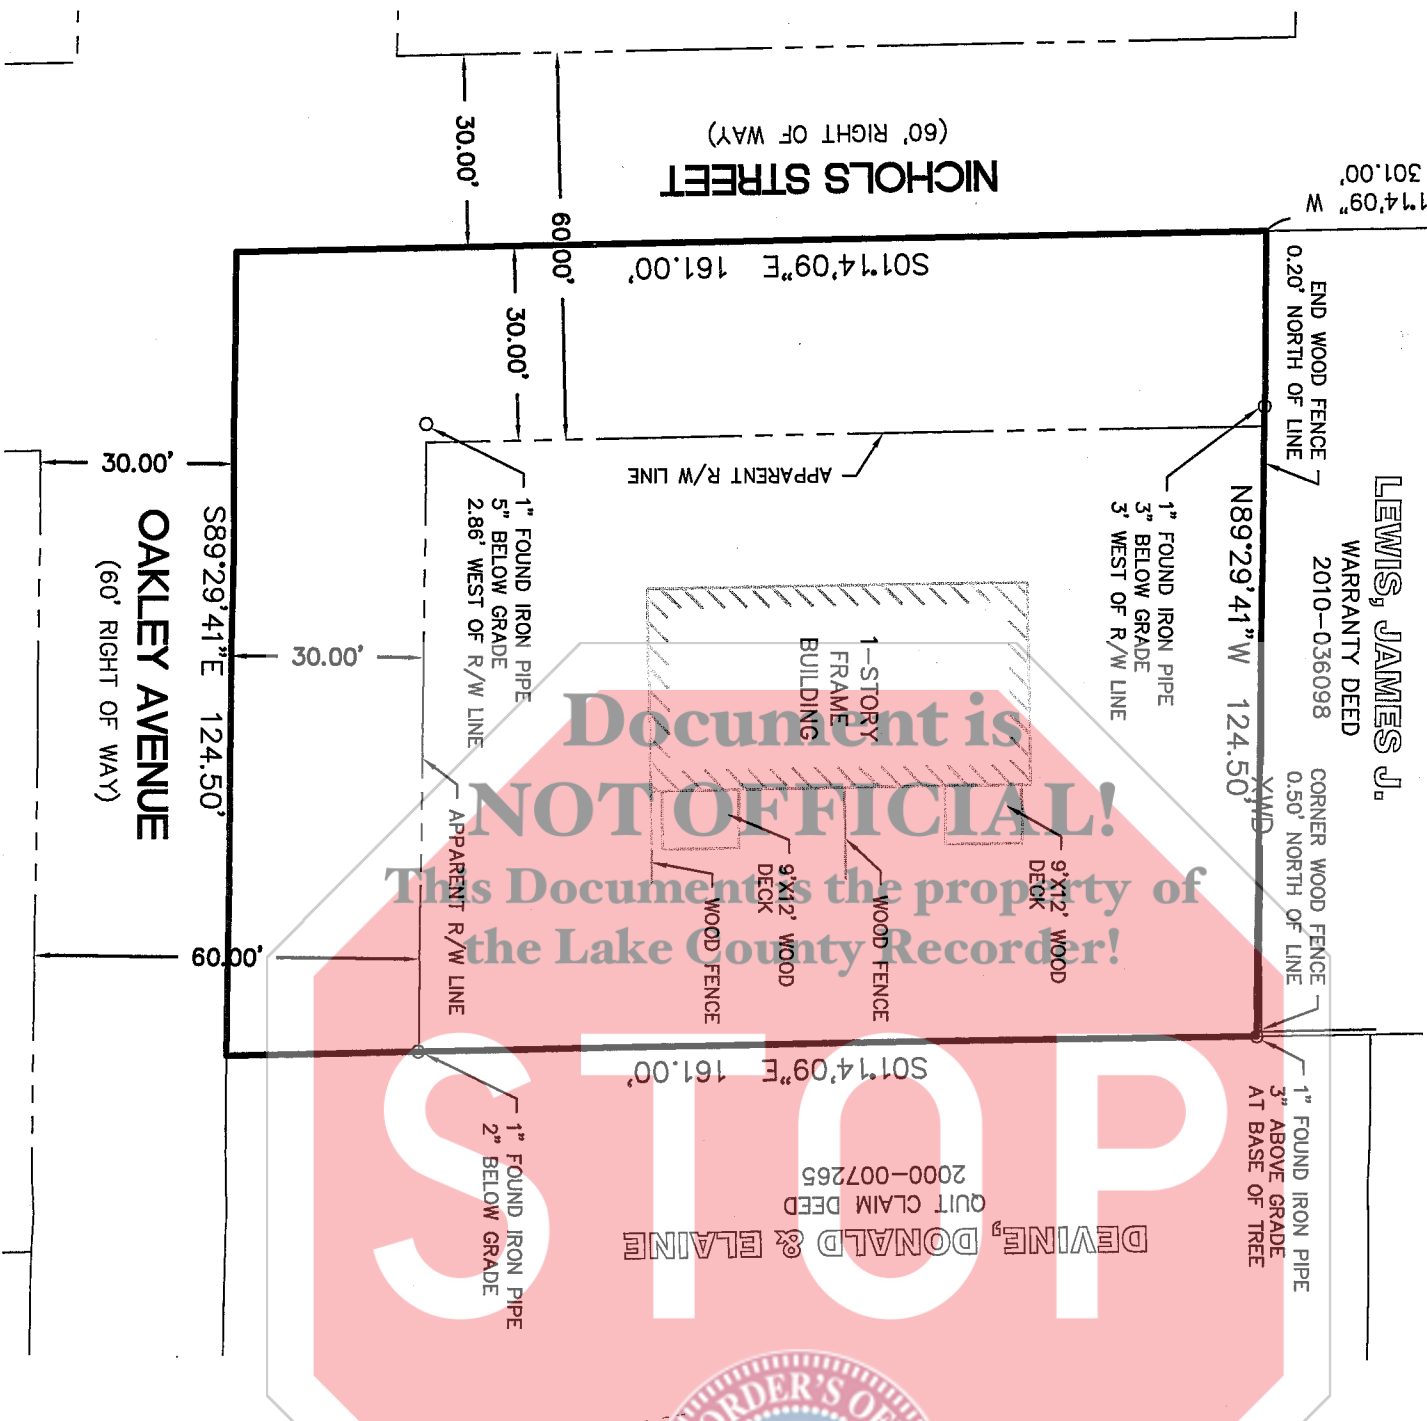 30.00'
60.00'
(60' RIGHT OF WAY)
NICHOLS STREET
301.00'
1°14'09" W
S01°14'09"E 161.00'
30.00'
END WOOD FENCE
0.20' NORTH OF LINE
APPARENT R/W LINE
1" FOUND IRON PIPE
3" BELOW GRADE
3' WEST OF R/W LINE
N89°29'41"W 124.50'
LEWIS, JAMES J.
WARRANTY DEED
2010-036098
30.00'
OAKLEY AVENUE
(60' RIGHT OF WAY)
S89°29'41"E 124.50'
30.00'
1" FOUND IRON PIPE
5" BELOW GRADE
2.86' WEST OF R/W LINE
1-STORY
FRAME
BUILDING
Document is
NOT OFFICIAL!
This Document is the property of
the Lake County Recorder!
CORNER WOOD FENCE
0.50' NORTH OF LINE
XWD
9'X12' WOOD
DECK
WOOD FENCE
9'X12' WOOD
DECK
WOOD FENCE
APPARENT R/W LINE
60.00'
S01°14'09"E 161.00'
STOP
1" FOUND IRON PIPE
3" ABOVE GRADE
AT BASE OF TREE
1" FOUND IRON PIPE
2" BELOW GRADE
2000-007265
QUIT CLAIM DEED
DEVINE, DONALD & ELAINE
ORDER'S O